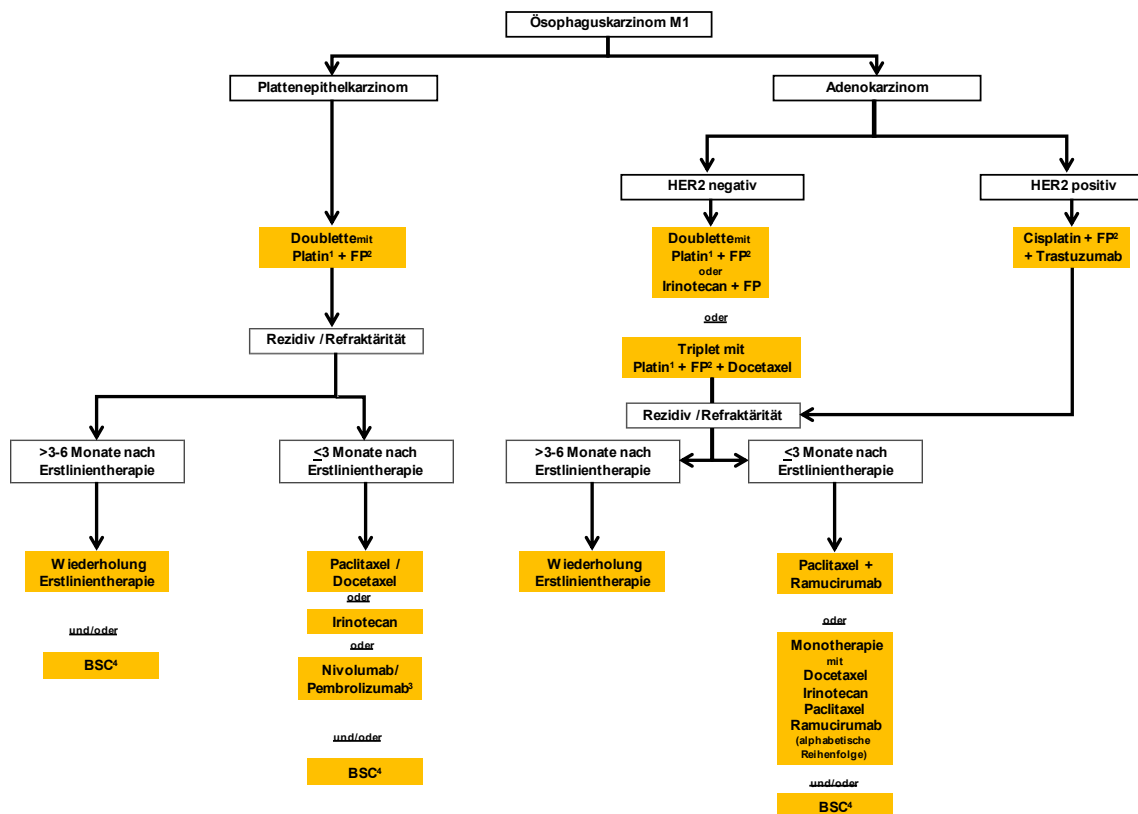 Ösophaguskarzinom M1
Plattenepithelkarzinom
Adenokarzinom
HER2 negativ
HER2 positiv
Doublette mit
Platin¹ + FP²
Doublette mit
Platin¹ + FP²
oder
Irinotecan + FP
Cisplatin + FP²
+ Trastuzumab
oder
Rezidiv /Refraktärität
Triplet mit
Platin¹ + FP² + Docetaxel
Rezidiv /Refraktärität
>3-6 Monate nach
Erstlinientherapie
≤3 Monate nach
Erstlinientherapie
>3-6 Monate nach
Erstlinientherapie
≤3 Monate nach
Erstlinientherapie
Wiederholung
Erstlinientherapie
und/oder
BSC⁴
Paclitaxel /
Docetaxel
oder
Irinotecan
oder
Nivolumab/
Pembrolizumab³
und/oder
BSC⁴
Wiederholung
Erstlinientherapie
Paclitaxel +
Ramucirumab
oder
Monotherapie
mit
Docetaxel
Irinotecan
Paclitaxel
Ramucirumab
(alphabetische
Reihenfolge)
und/oder
BSC⁴